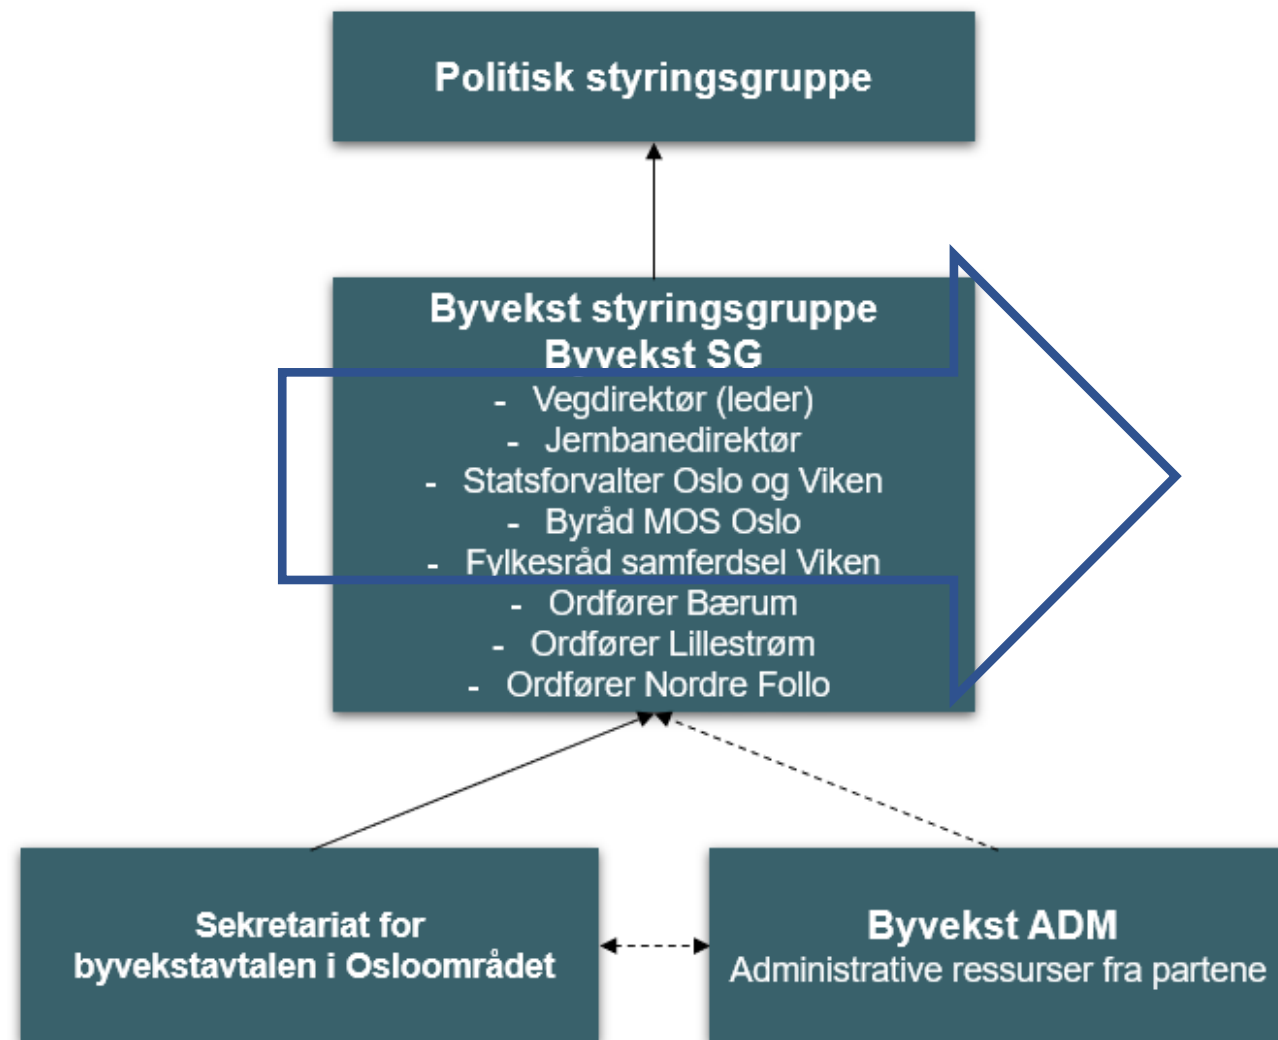 Politisk styringsgruppe
Byvekst styringsgruppe
Byvekst SG
- Vegdirektør (leder)
- Jernbanedirektør
- Statsforvalter Oslo og Viken
- Byråd MOS Oslo
- Fylkesråd samferdsel Viken
- Ordfører Bærum
- Ordfører Lillestrøm
- Ordfører Nordre Follo
Sekretariat for
byvekstavtalen i Osloområdet
Byvekst ADM
Administrative ressurser fra partene